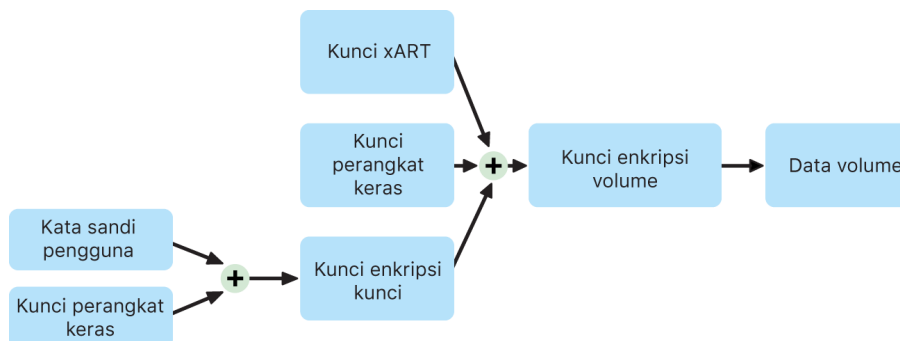 Kunci xART
Kunci
perangkat
keras
+
Kunci enkripsi
volume
Data volume
Kata sandi
pengguna
+
Kunci enkripsi
kunci
Kunci perangkat
keras